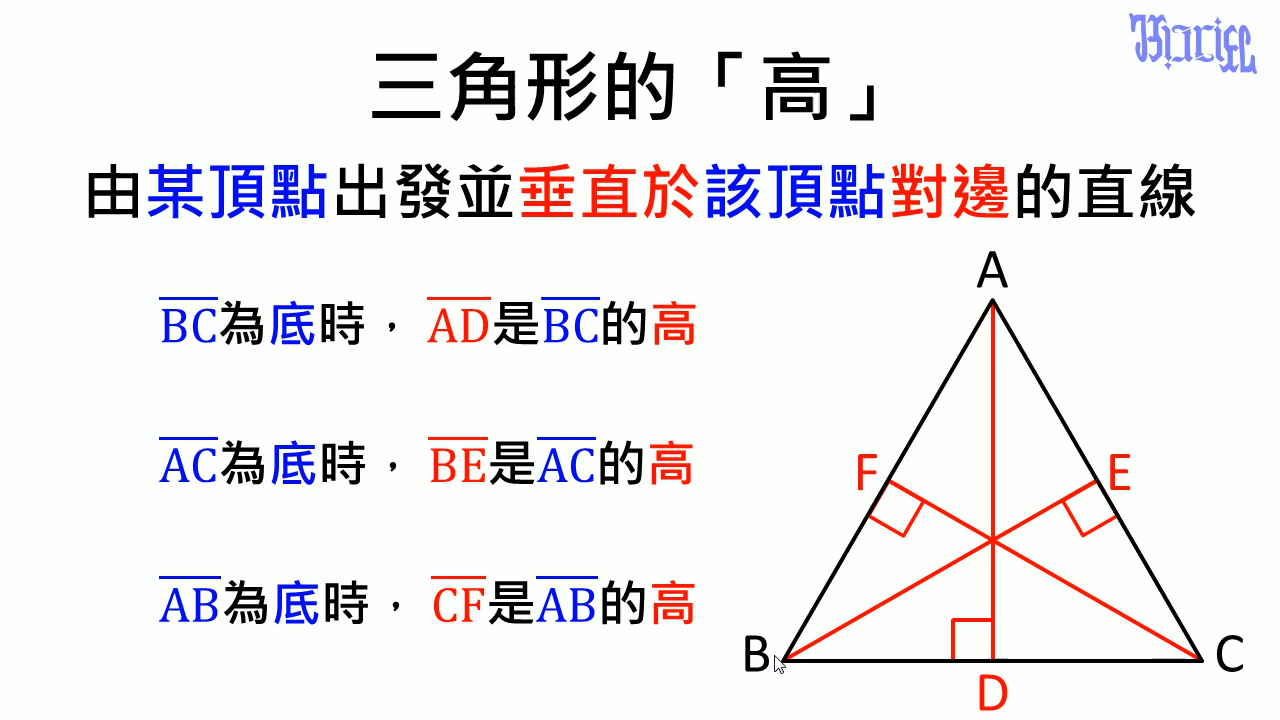 三角形的「高」
由某頂點出發並垂直於該頂點對邊的直線
BC為底時, AD是BC的高
AC為底時, BE是AC的高
AB為底時, CF是AB的高
A
F
E
B
C
D